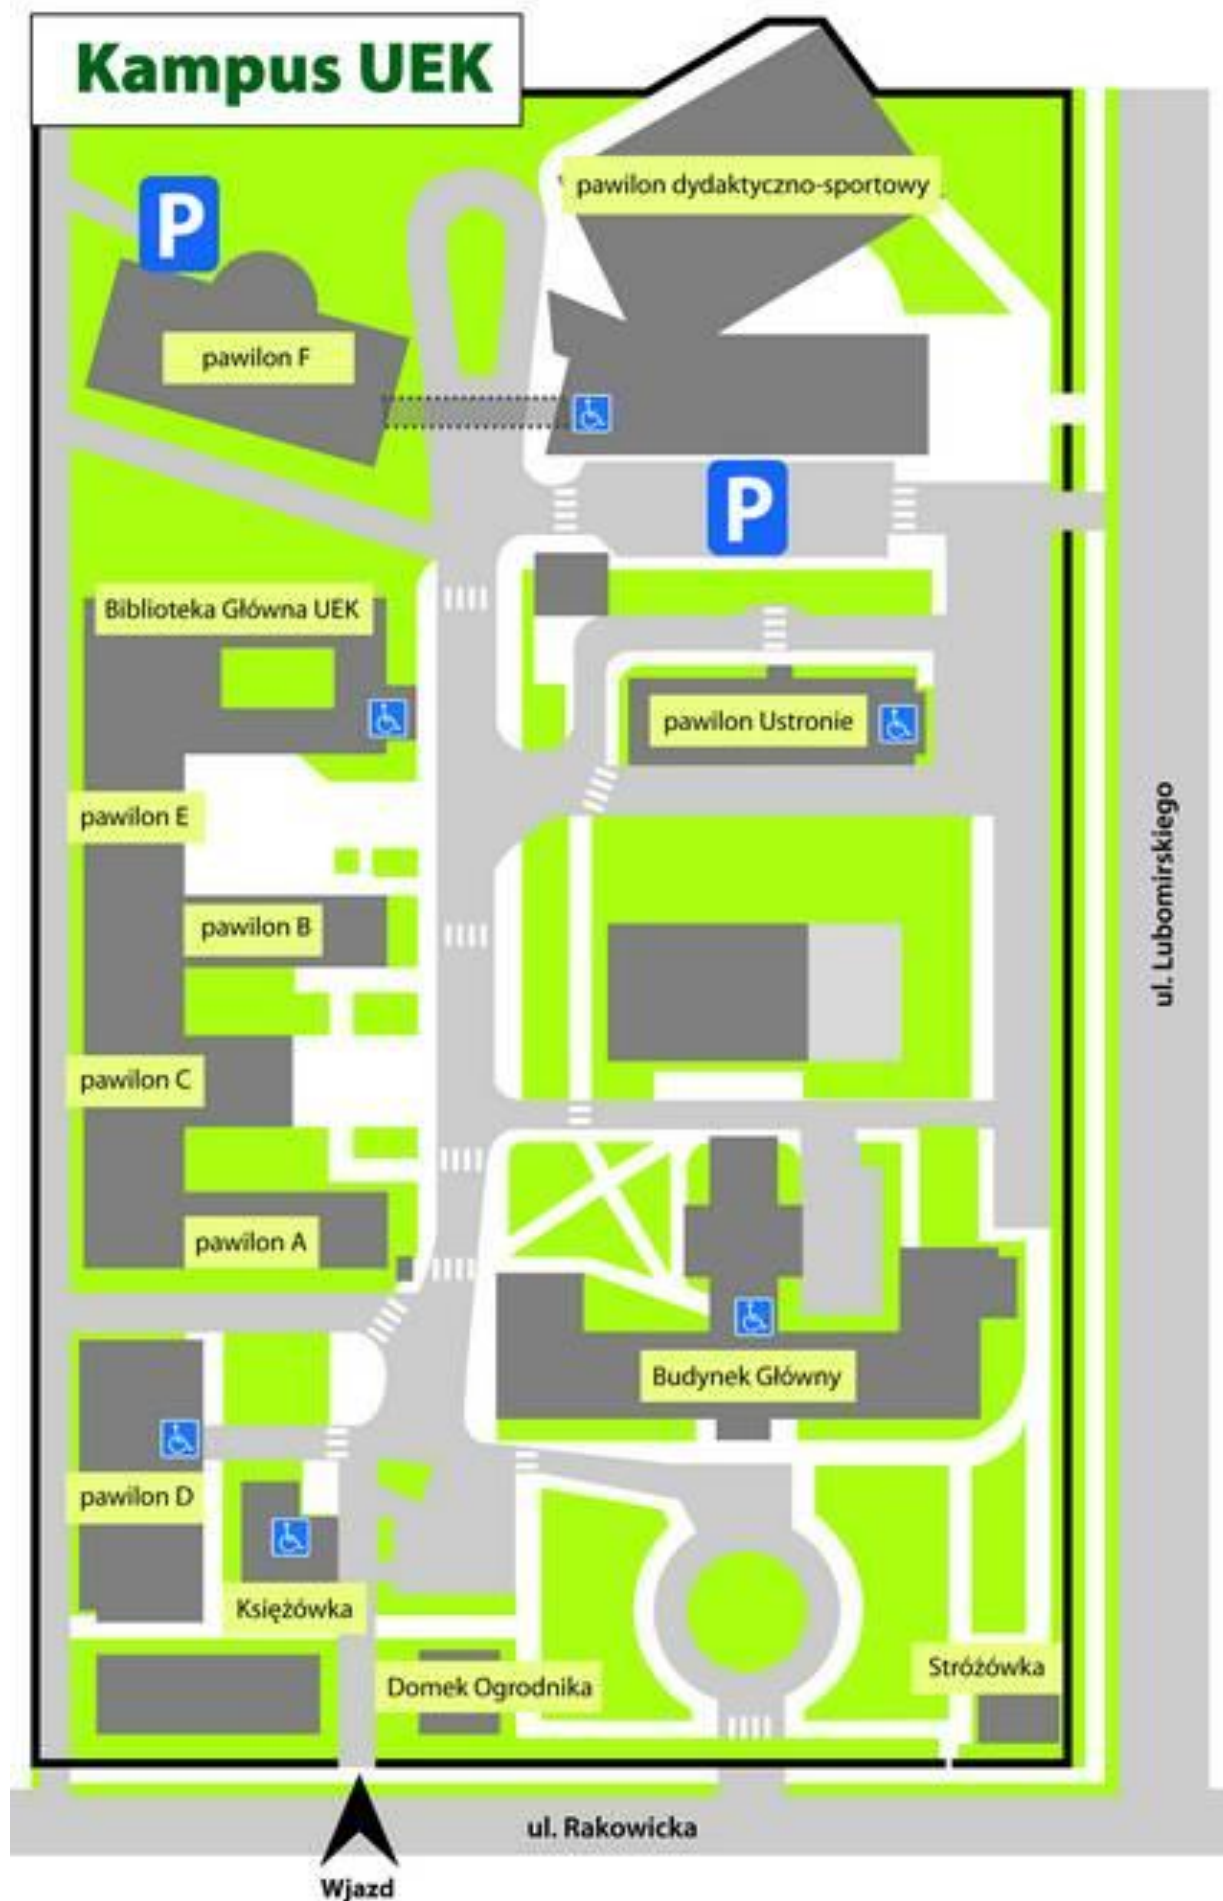 Kampus UEK
pawilon dydaktyczno-sportowy
P
pawilon F
P
Biblioteka Główna UEK
pawilon Ustronie
pawilon E
ul. Lubomirskiego
pawilon B
pawilon C
pawilon A
Budynek Główny
pawilon D
Księżówka
Stróżówka
Domek Ogrodnika
ul. Rakowicka
Wjazd